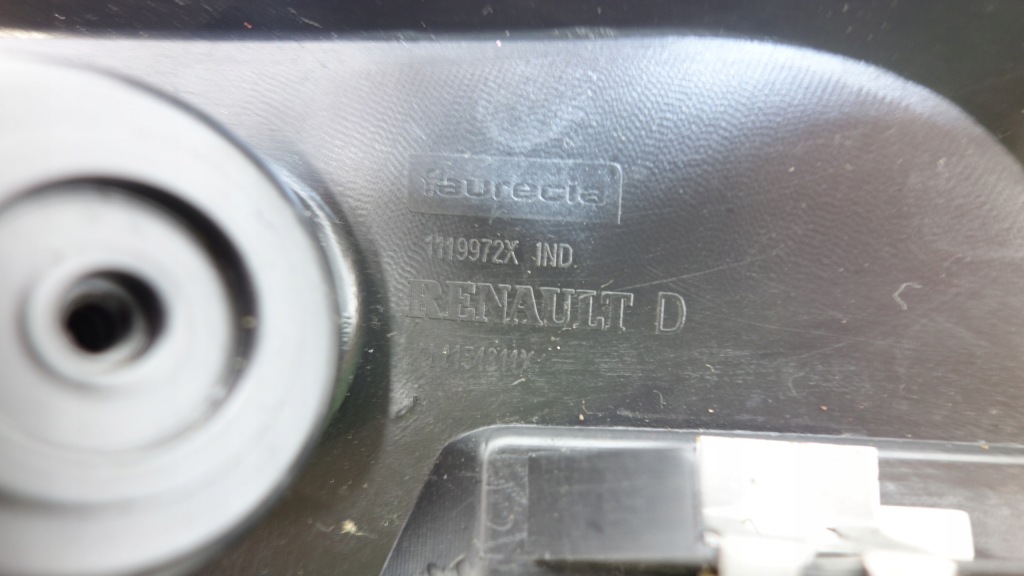 faurecia
1119972X IND
RENAULT D